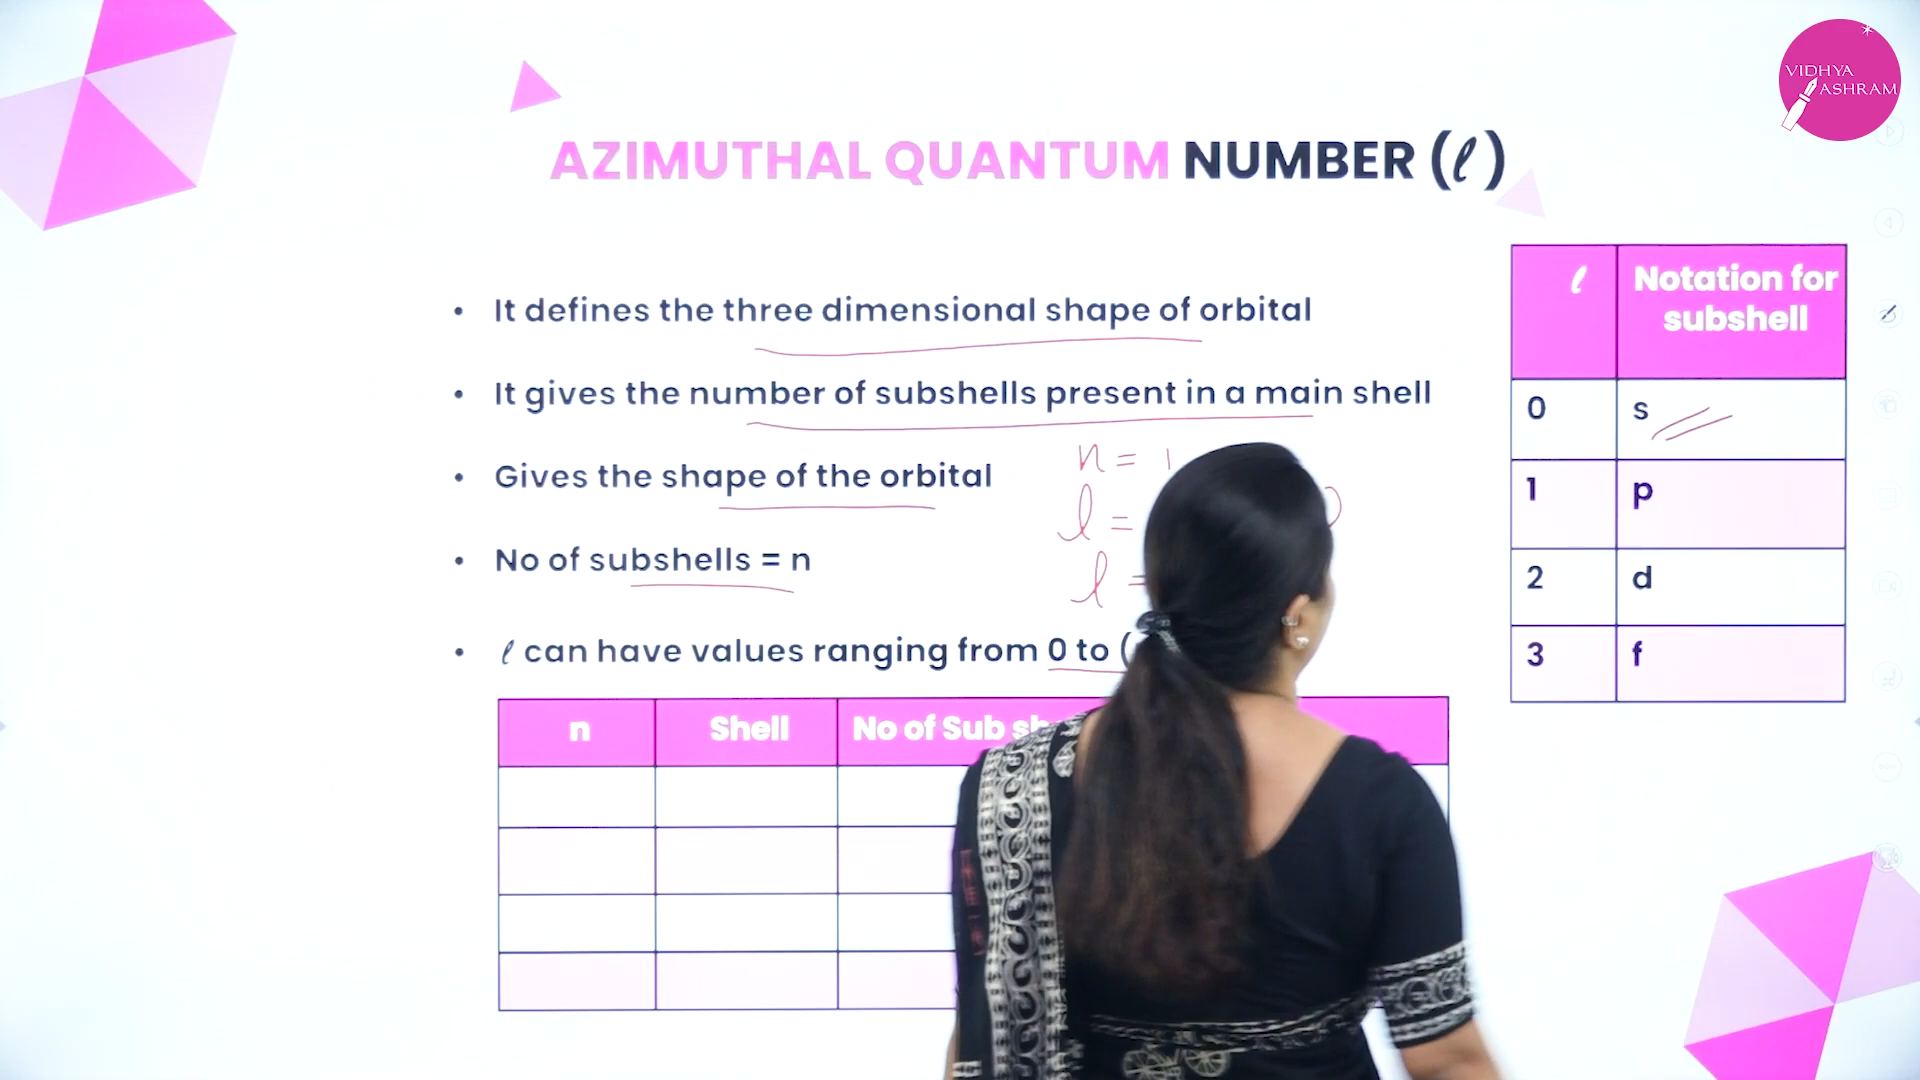 VIDHYA
ASHRAM
AZIMUTHAL QUANTUM NUMBER (ℓ)
• It defines the three dimensional shape of orbital
• It gives the number of subshells present in a main shell
• Gives the shape of the orbital
n = 1
l =
l =
• No of subshells = n
• ℓ can have values ranging from 0 to (
n Shell No of Sub sh
ℓ Notation for subshell
0 s
1 p
2 d
3 f